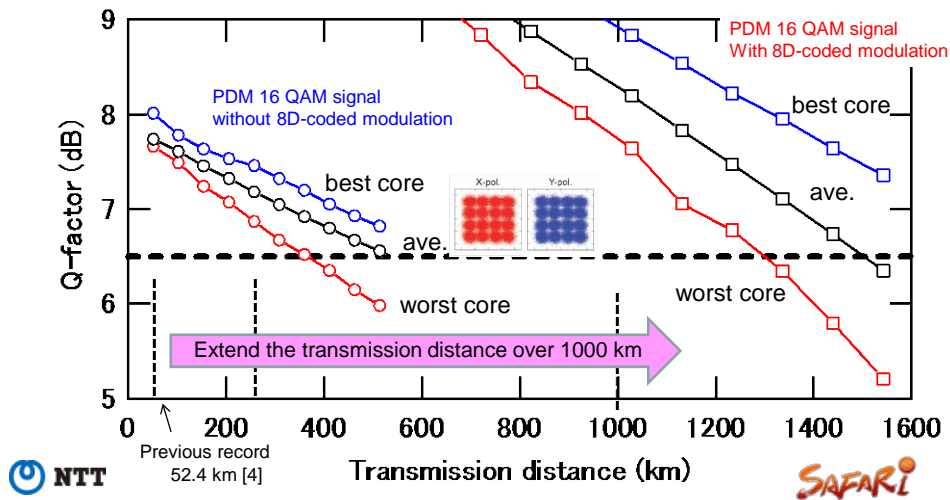 9
8
7
6
5
Q-factor (dB)
PDM 16 QAM signal
without 8D-coded modulation
best core
ave.
worst core
X-pol.
Y-pol.
PDM 16 QAM signal
With 8D-coded modulation
best core
ave.
worst core
Extend the transmission distance over 1000 km
0
200
400
600
800
1000
1200
1400
1600
Previous record
52.4 km [4]
Transmission distance (km)
NTT
SAFARI